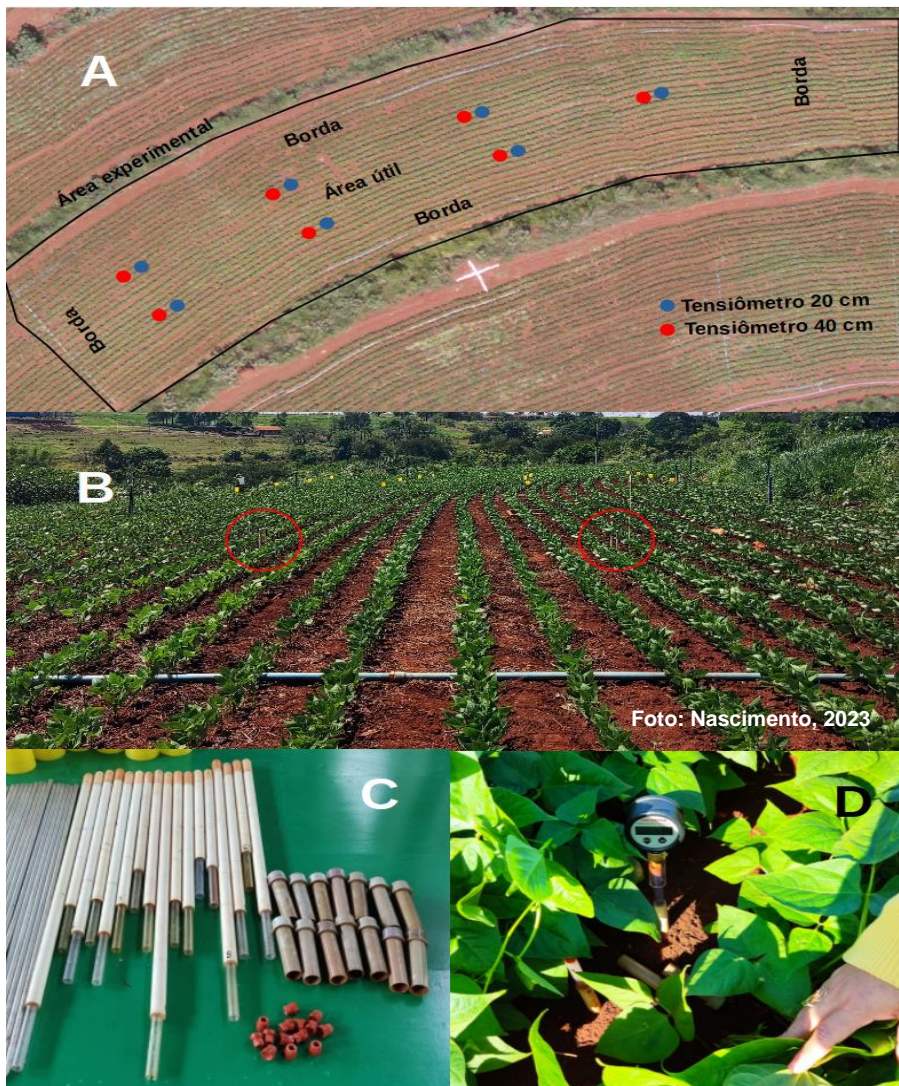 A
Borda
Borda
Área experimental
Área útil
Borda
Borda
Tensiômetro 20 cm
Tensiômetro 40 cm
B
Foto: Nascimento, 2023
C
D